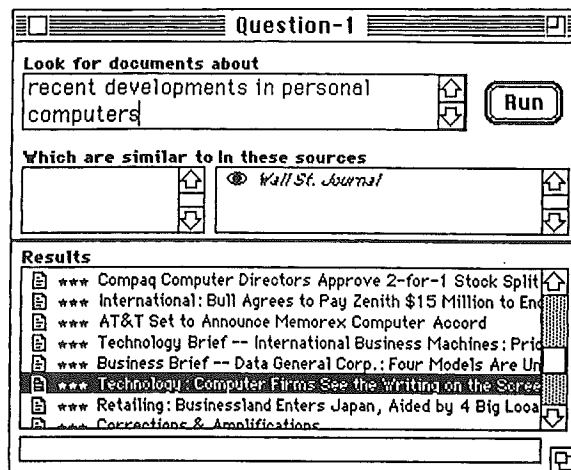 Question-1
Look for documents about
recent developments in personal
computers
Run
Which are similar to In these sources
Wall St. Journal
Results
*** Compaq Computer Directors Approve 2-for-1 Stock Split
*** International: Bull Agrees to Pay Zenith $15 Million to En
*** AT&T Set to Announce Memorex Computer Accord
*** Technology Brief -- International Business Machines: Pric
*** Business Brief -- Data General Corp.: Four Models Are Un
*** Technology: Computer Firms See the Writing on the Scree
*** Retailing: Businessland Enters Japan, Aided by 4 Big Loca
*** Corrections & Amplifications